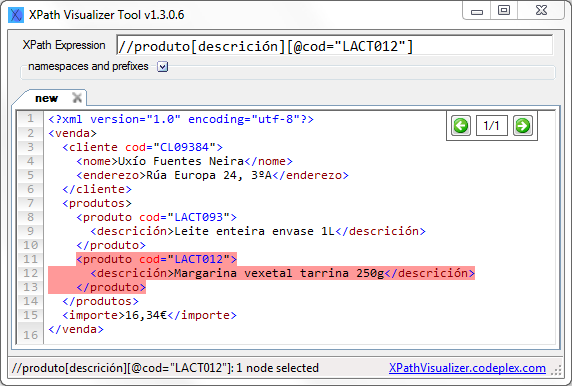 XPath Visualizer Tool v1.3.0.6
XPath Expression //produto[descrición][@cod="LACT012"]
namespaces and prefixes
new
1/1
1 <?xml version="1.0" encoding="utf-8"?>
2 <venda>
3 <cliente cod="CL09384">
4 <nome>Uxío Fuentes Neira</nome>
5 <enderezo>Rúa Europa 24, 3ºA</enderezo>
6 </cliente>
7 <produtos>
8 <produto cod="LACT093">
9 <descrición>Leite enteira envase 1L</descrición>
10 </produto>
11 <produto cod="LACT012">
12 <descrición>Margarina vexetal tarrina 250g</descrición>
13 </produto>
14 </produtos>
15 <importe>16,34€</importe>
16 </venda>
//produto[descrición][@cod="LACT012"]: 1 node selected
XPathVisualizer.codeplex.com